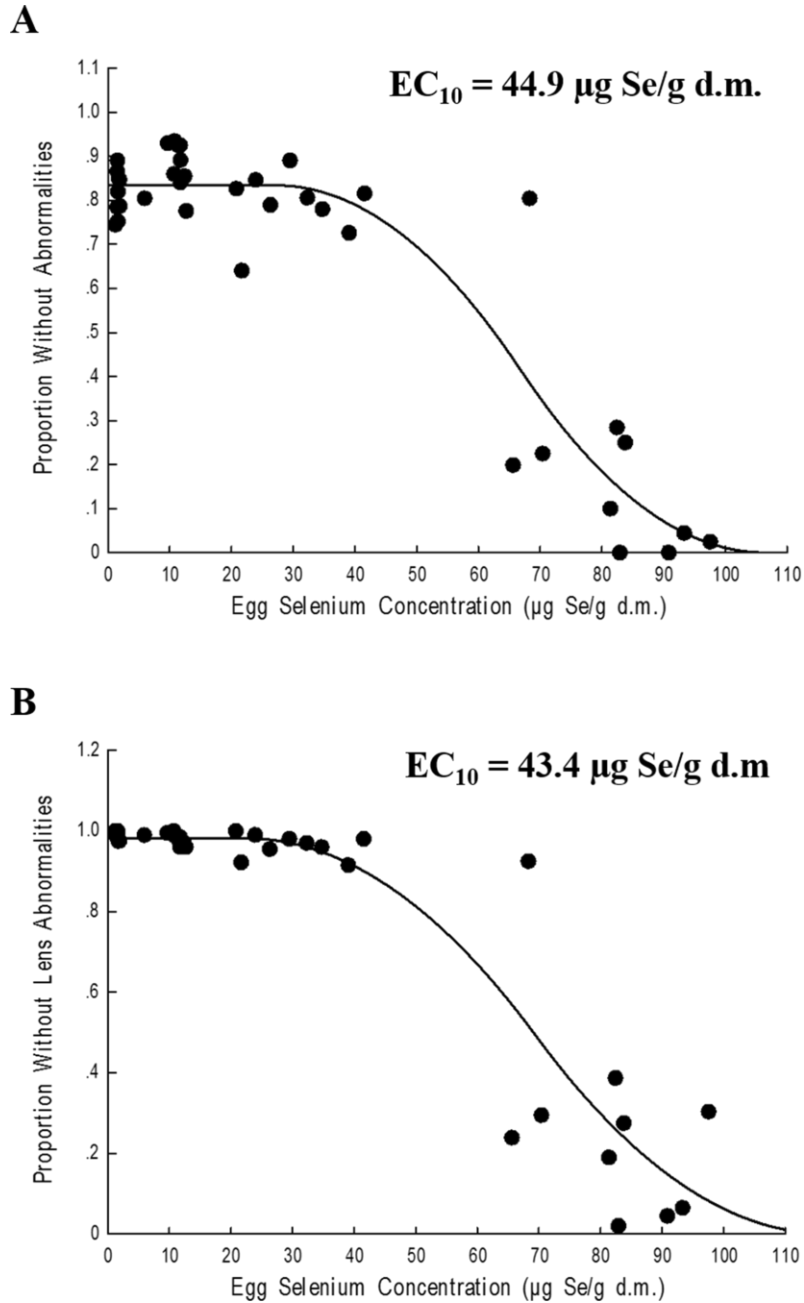 A
EC10 = 44.9 µg Se/g d.m.
Proportion Without Abnormalities
1.1
1.0
.9
.8
.7
.6
.5
.4
.3
.2
.1
0
0 10 20 30 40 50 60 70 80 90 100 110
Egg Selenium Concentration (µg Se/g d.m.)
B
EC10 = 43.4 µg Se/g d.m
Proportion Without Lens Abnormalities
1.2
1.0
0.8
.6
.4
0.2
0
0 10 20 30 40 50 60 70 80 90 100 110
Egg Selenium Concentration (µg Se/g d.m.)